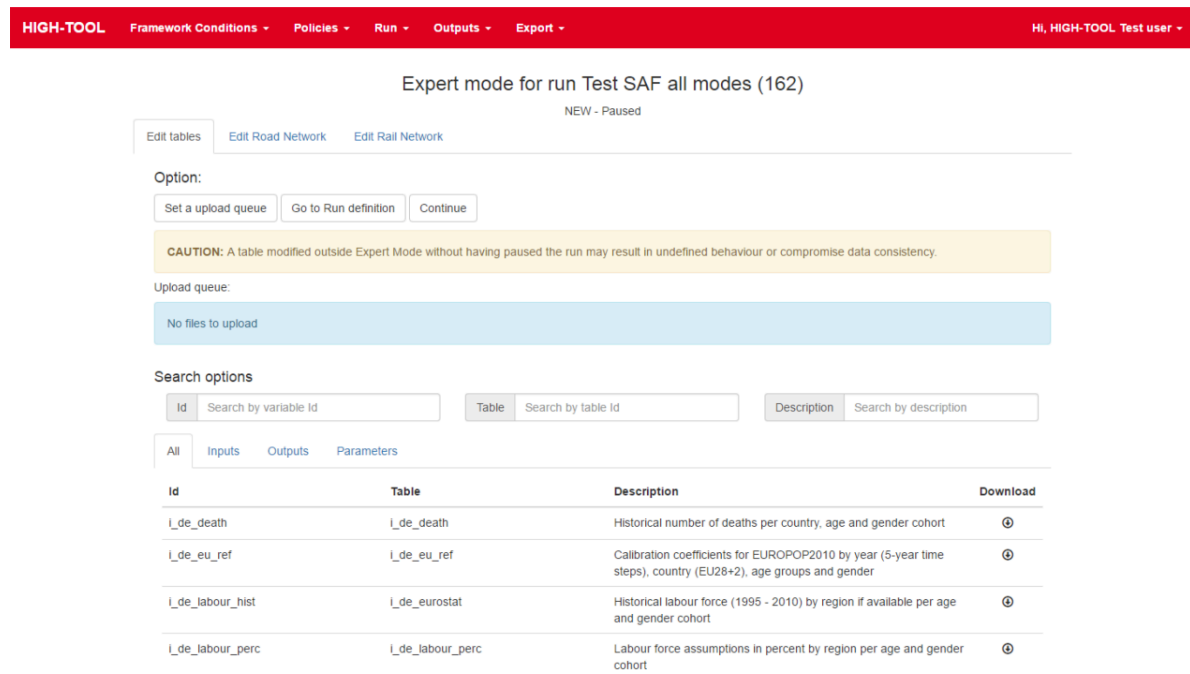 HIGH-TOOL Framework Conditions Policies Run Outputs Export Hi, HIGH-TOOL Test user
Expert mode for run Test SAF all modes (162)
NEW - Paused
Edit tables Edit Road Network Edit Rail Network
Option:
Set a upload queue Go to Run definition Continue
CAUTION: A table modified outside Expert Mode without having paused the run may result in undefined behaviour or compromise data consistency.
Upload queue:
No files to upload
Search options
Id Search by variable Id Table Search by table Id Description Search by description
All Inputs Outputs Parameters
Id Table Description Download
i_de_death i_de_death Historical number of deaths per country, age and gender cohort
i_de_eu_ref i_de_eu_ref Calibration coefficients for EUROPOP2010 by year (5-year time
steps), country (EU28+2), age groups and gender
i_de_labour_hist i_de_eurostat Historical labour force (1995 - 2010) by region if available per age
and gender cohort
i_de_labour_perc i_de_labour_perc Labour force assumptions in percent by region per age and gender
cohort